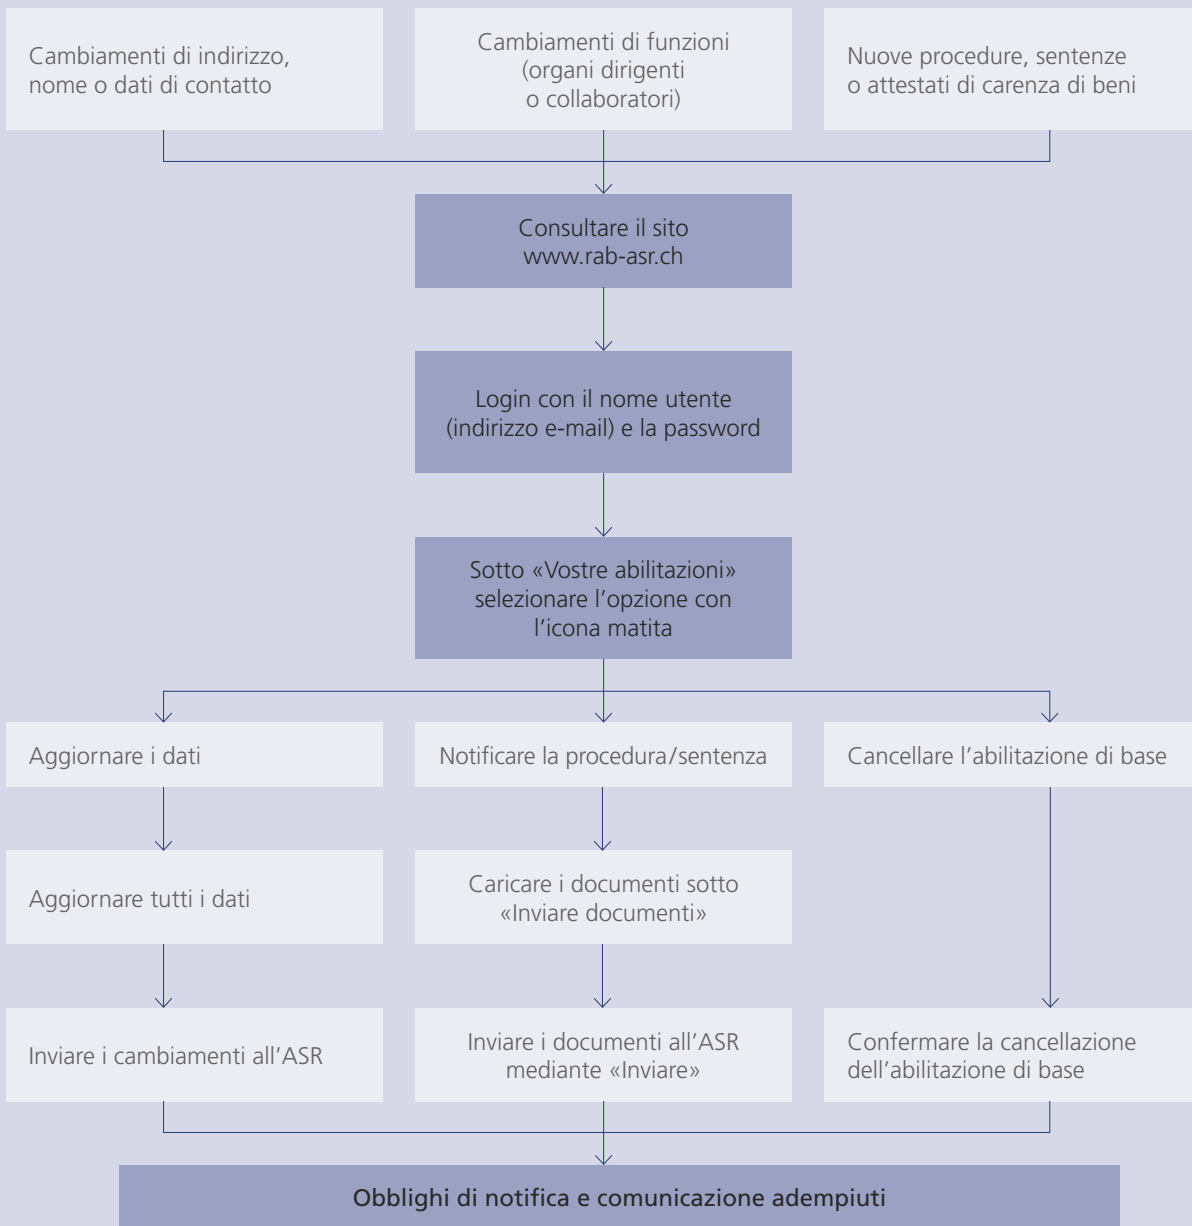 Cambiamenti di indirizzo,
nome o dati di contatto
Cambiamenti di funzioni
(organi dirigenti
o collaboratori)
Nuove procedure, sentenze
o attestati di carenza di beni
Consultare il sito
www.rab-asr.ch
Login con il nome utente
(indirizzo e-mail) e la password
Sotto «Vostre abilitazioni»
selezionare l’opzione con
l’icona matita
Aggiornare i dati
Notificare la procedura/sentenza
Cancellare l’abilitazione di base
Aggiornare tutti i dati
Caricare i documenti sotto
«Inviare documenti»
Inviare i cambiamenti all’ASR
Inviare i documenti all’ASR
mediante «Inviare»
Confermare la cancellazione
dell’abilitazione di base
Obblighi di notifica e comunicazione adempiuti